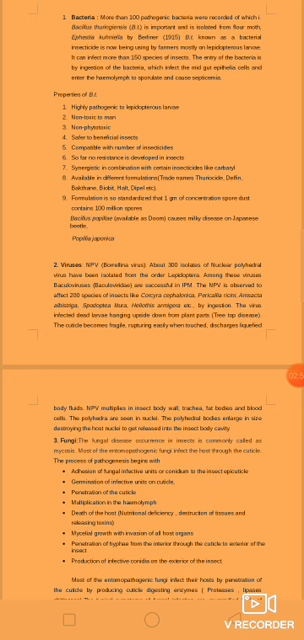 1. Bacteria : More than 100 pathogenic bacteria were recorded of which i.
Bacillus thuringiensis (B.t.) is important and is isolated from flour moth,
Ephestia kuhniella by Berliner (1915) B.t. known as a bacterial
insecticide is now being using by farmers mostly on lepidopterous larvae.
It can infect more than 150 species of insects. The entry of the bacteria is
by ingestion of the bacteria, which infect the mid gut epithelia cells and
enter the haemolymph to sporulate and cause septicemia.
Properties of B.t.
1. Highly pathogenic to lepidopterous larvae
2. Non-toxic to man
3. Non-phytotoxic
4. Safer to beneficial insects
5. Compatible with number of insecticides
6. So far no resistance is developed in insects
7. Synergistic in combination with certain insecticides like carbaryl
8. Available in different formulations(Trade names Thuriocide, Delfin,
Bakthane, Biobit, Halt, Dipel etc).
9. Formulation is so standardized that 1 gm of concentration spore dust
contains 100 million spores
Bacillus popillae (available as Doom) causes milky disease on Japanese
beetle,
Popillia japonica
2. Viruses: NPV (Borrellina virus). About 300 isolates of Nuclear polyhedral
virus have been isolated from the order Lepidoptera. Among these viruses
Baculoviruses (Baculoviridae) are successful in IPM. The NPV is observed to
affect 200 species of insects like Corcyra cephalonica, Pericallia ricini, Amsacta
albistriga, Spodoptera litura, Heliothis armigera etc., by ingestion. The virus
infected dead larvae hanging upside down from plant parts (Tree top disease).
The cuticle becomes fragile, rupturing easily when touched, discharges liquefied
02:5
body fluids. NPV multiplies in insect body wall, trachea, fat bodies and blood
cells. The polyhedra are seen in nuclei. The polyhedral bodies enlarge in size
destroying the host nuclei to get released into the insect body cavity.
3. Fungi:The fungal disease occurrence in insects is commonly called as
mycosis. Most of the entomopathogenic fungi infect the host through the cuticle.
The process of pathogenesis begins with
• Adhesion of fungal infective units or conidium to the insect epicuticle
• Germination of infective units on cuticle,
• Penetration of the cuticle
• Multiplication in the haemolymph
• Death of the host (Nutritional deficiency , destruction of tissues and
releasing toxins)
• Mycelial growth with invasion of all host organs
• Penetration of hyphae from the interior through the cuticle to exterior of the
insect
• Production of infective conidia on the exterior of the insect.
Most of the entomopathogenic fungi infect their hosts by penetration of
the cuticle by producing cuticle digesting enzymes ( Proteases , lipases
V RECORDER